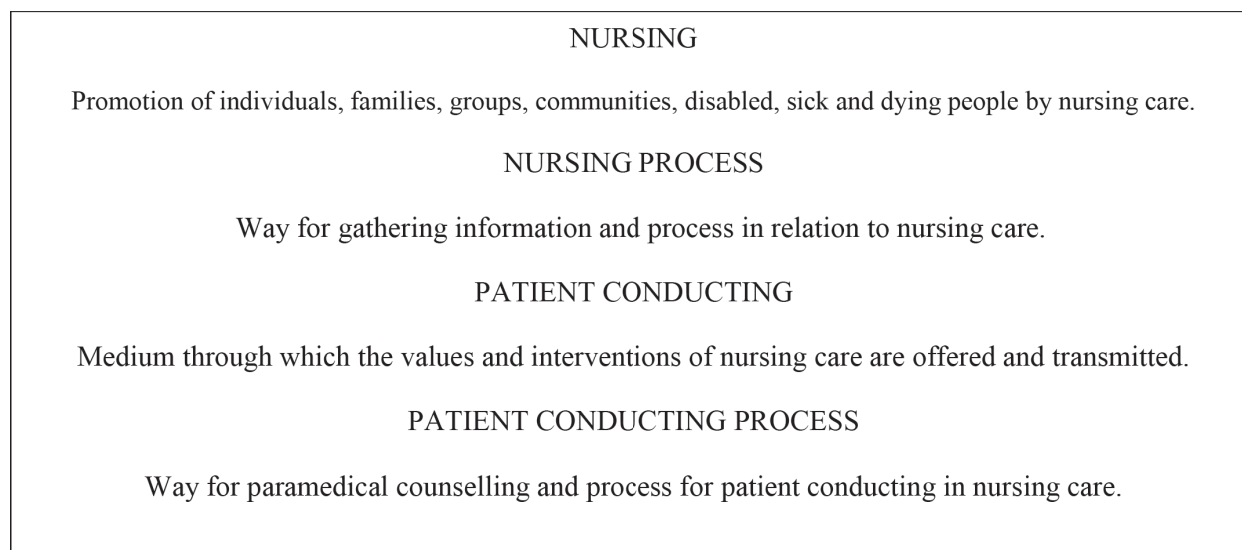 NURSING
Promotion of individuals, families, groups, communities, disabled, sick and dying people by nursing care.
NURSING PROCESS
Way for gathering information and process in relation to nursing care.
PATIENT CONDUCTING
Medium through which the values and interventions of nursing care are offered and transmitted.
PATIENT CONDUCTING PROCESS
Way for paramedical counselling and process for patient conducting in nursing care.